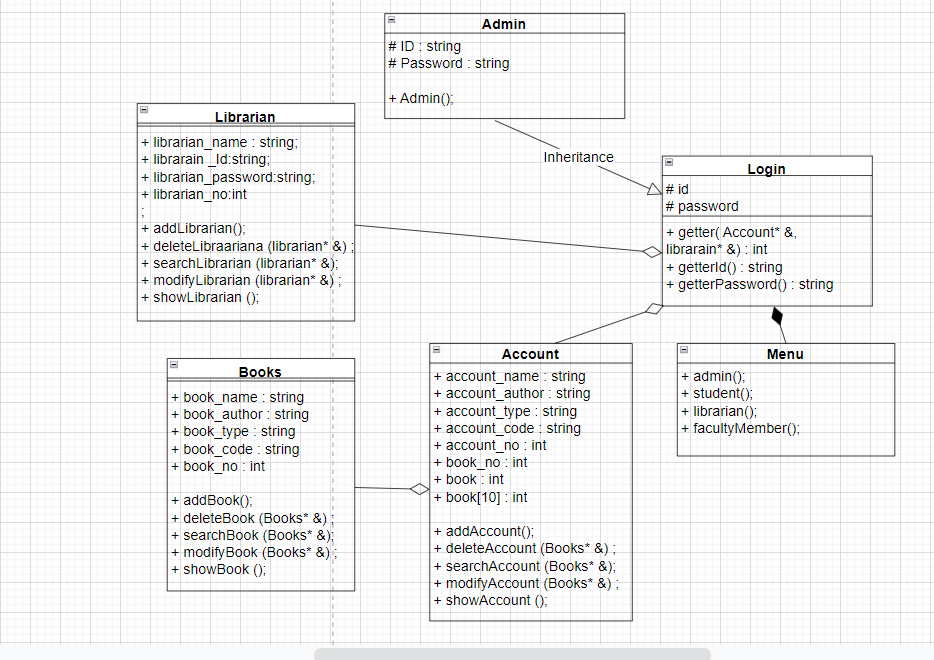 Admin
# ID : string
# Password : string
+ Admin();
Librarian
+ librarian_name : string;
+ librarain _Id:string;
+ librarian_password:string;
+ librarian_no:int
;
+ addLibrarian();
+ deleteLibraariana (librarian* &) ;
+ searchLibrarian (librarian* &);
+ modifyLibrarian (librarian* &) ;
+ showLibrarian ();
Inheritance
Login
# id
# password
+ getter( Account* &,
librarain* &) : int
+ getterId() : string
+ getterPassword() : string
Books
+ book_name : string
+ book_author : string
+ book_type : string
+ book_code : string
+ book_no : int
+ addBook();
+ deleteBook (Books* &) ;
+ searchBook (Books* &);
+ modifyBook (Books* &) ;
+ showBook ();
Account
+ account_name : string
+ account_author : string
+ account_type : string
+ account_code : string
+ account_no : int
+ book_no : int
+ book : int
+ book[10] : int
+ addAccount();
+ deleteAccount (Books* &) ;
+ searchAccount (Books* &);
+ modifyAccount (Books* &) ;
+ showAccount ();
Menu
+ admin();
+ student();
+ librarian();
+ facultyMember();